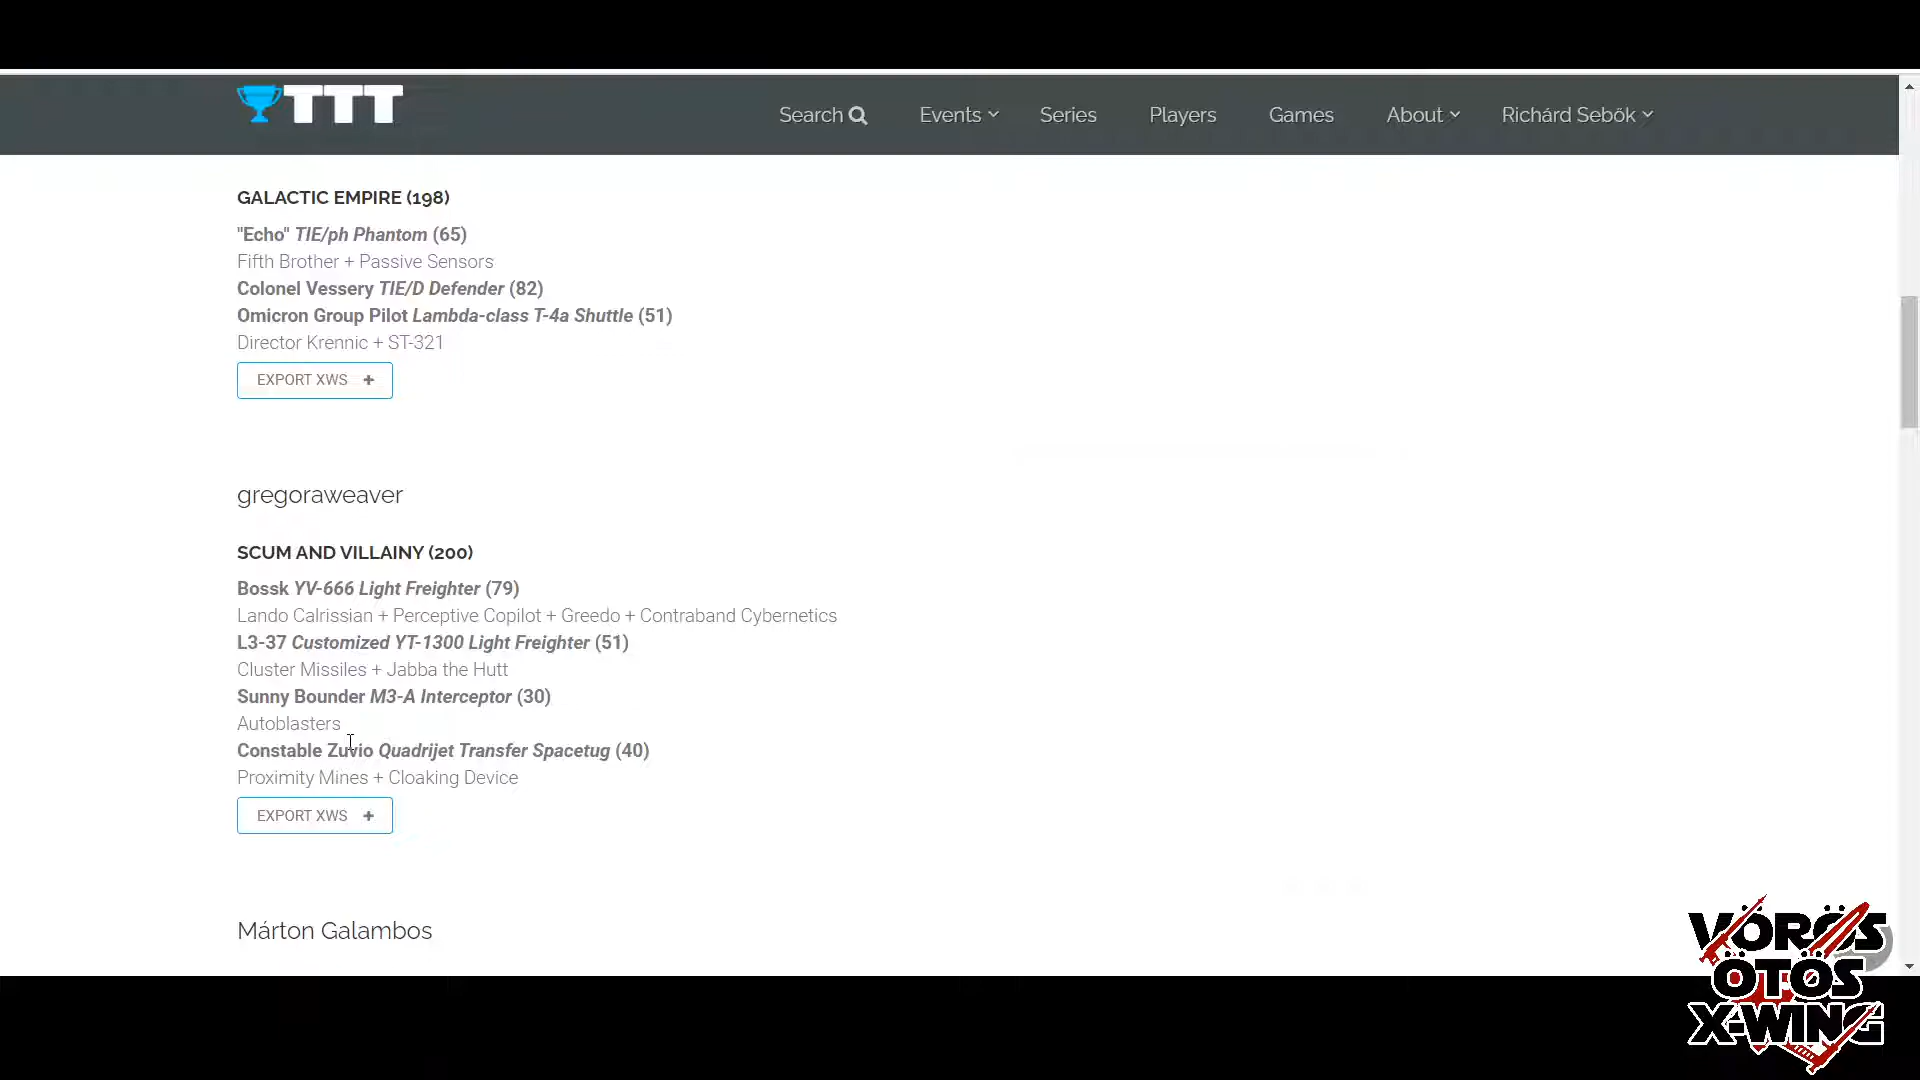 TTT
Search
Events
Series
Players
Games
About
Richárd Sebők
GALACTIC EMPIRE (198)
"Echo" TIE/ph Phantom (65)
Fifth Brother + Passive Sensors
Colonel Vessery TIE/D Defender (82)
Omicron Group Pilot Lambda-class T-4a Shuttle (51)
Director Krennic + ST-321
EXPORT XWS +
gregoraweaver
SCUM AND VILLAINY (200)
Bossk YV-666 Light Freighter (79)
Lando Calrissian + Perceptive Copilot + Greedo + Contraband Cybernetics
L3-37 Customized YT-1300 Light Freighter (51)
Cluster Missiles + Jabba the Hutt
Sunny Bounder M3-A Interceptor (30)
Autoblasters
Constable Zuvio Quadrijet Transfer Spacetug (40)
Proximity Mines + Cloaking Device
EXPORT XWS +
Márton Galambos
VÖRÖS
ÖTÖS
X-WING